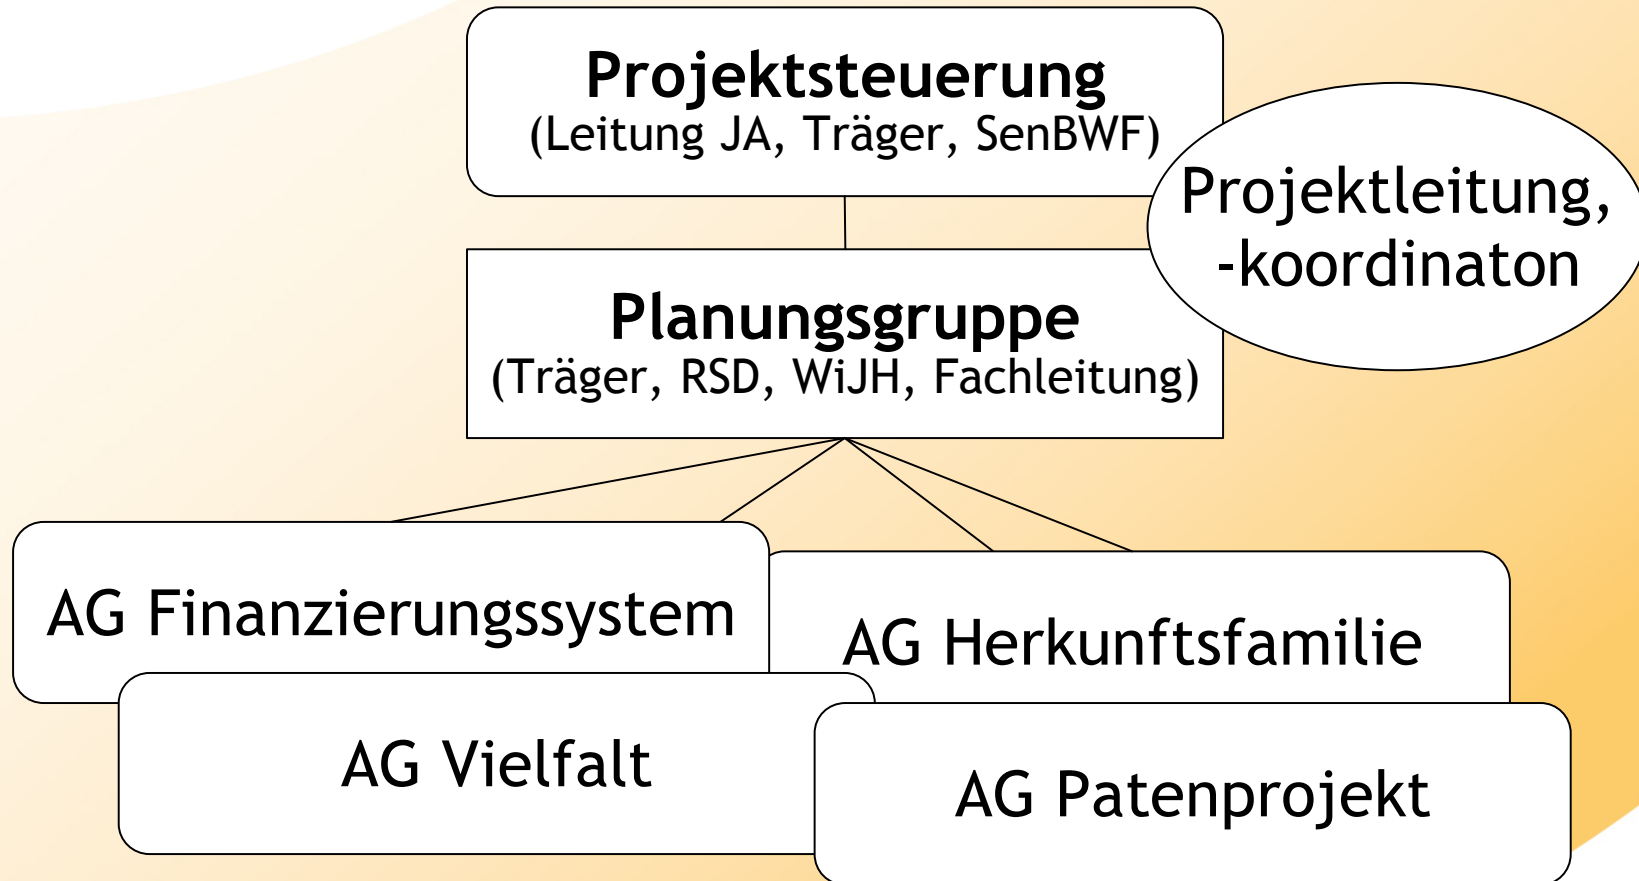 Projektsteuerung
(Leitung JA, Träger, SenBWF)
Projektleitung,
-koordinaton
Planungsgruppe
(Träger, RSD, WiJH, Fachleitung)
AG Finanzierungssystem
AG Herkunftsfamilie
AG Vielfalt
AG Patenprojekt